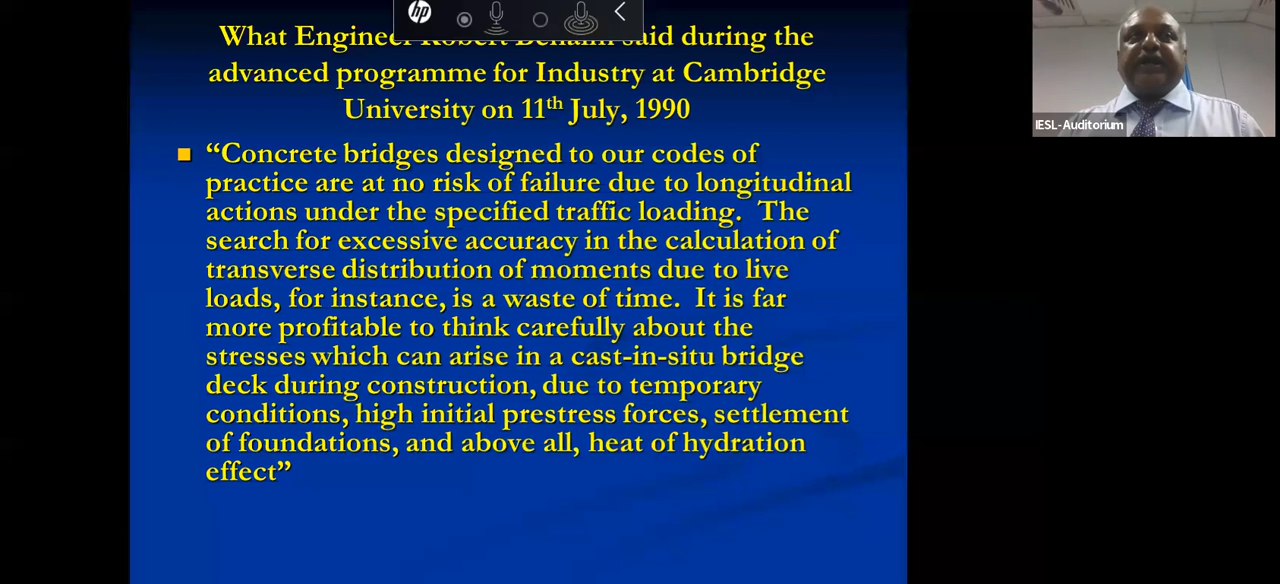 hp
What Engineer Robert Benaim said during the
advanced programme for Industry at Cambridge
University on 11th July, 1990
“Concrete bridges designed to our codes of
practice are at no risk of failure due to longitudinal
actions under the specified traffic loading. The
search for excessive accuracy in the calculation of
transverse distribution of moments due to live
loads, for instance, is a waste of time. It is far
more profitable to think carefully about the
stresses which can arise in a cast-in-situ bridge
deck during construction, due to temporary
conditions, high initial prestress forces, settlement
of foundations, and above all, heat of hydration
effect”
IESL-Auditorium